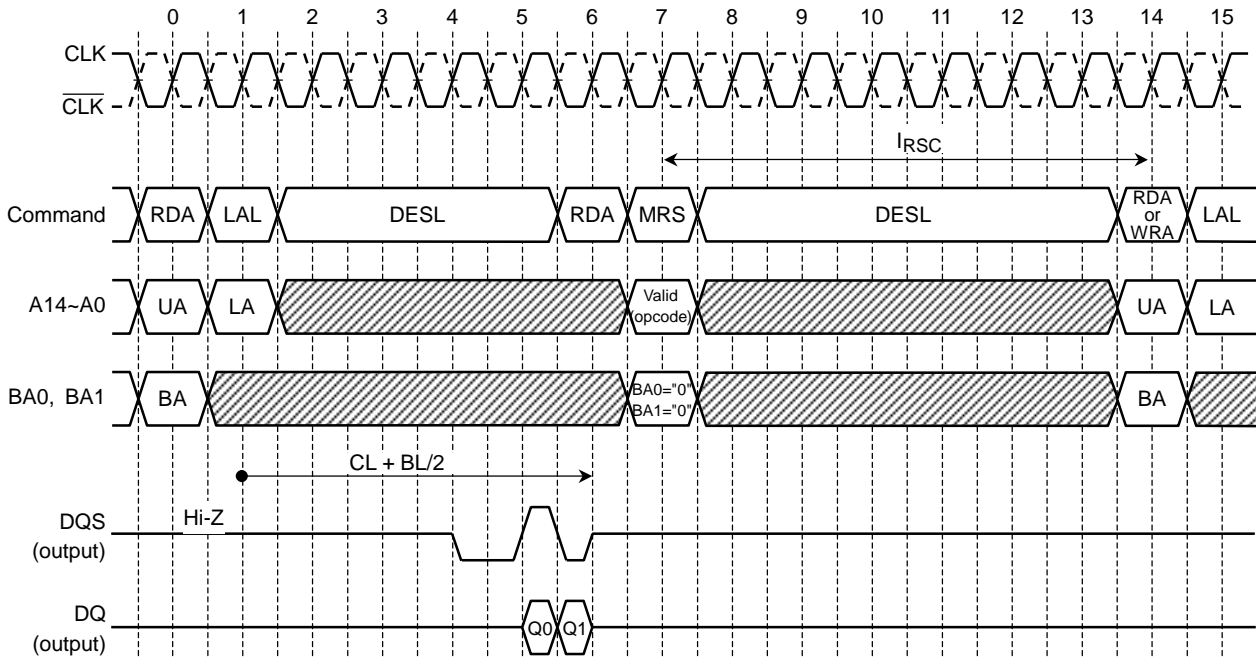 0 1 2 3 4 5 6 7 8 9 10 11 12 13 14 15
CLK
CLK
IRSC
Command RDA LAL DESL RDA MRS DESL RDA or WRA LAL
A14~A0 UA LA Valid (opcode) UA LA
BA0, BA1 BA BA0="0" BA1="0" BA
CL + BL/2
Hi-Z
DQS
(output)
DQ
(output)
Q0 Q1